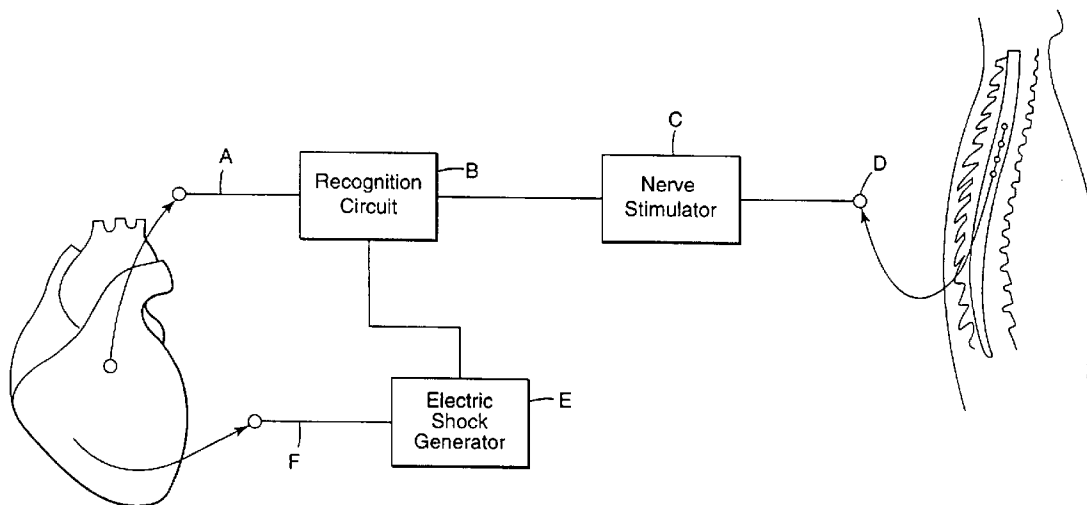 A
Recognition
Circuit
B
C
Nerve
Stimulator
D
Electric
Shock
Generator
E
F